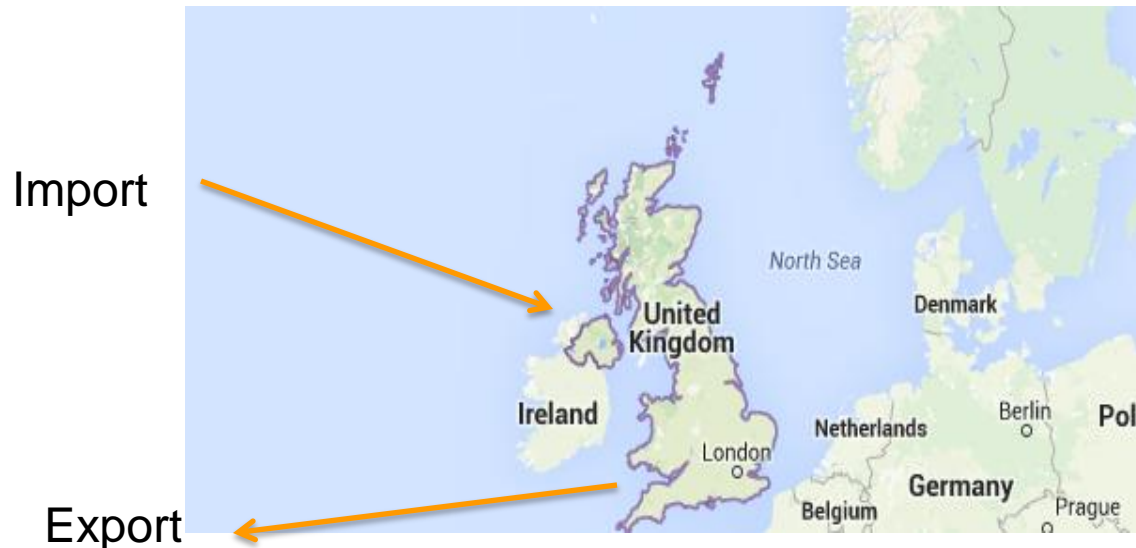 Import
North Sea
Denmark
United
Kingdom
Ireland
Netherlands
Berlin
Pol
London
Germany
Belgium
Prague
Export